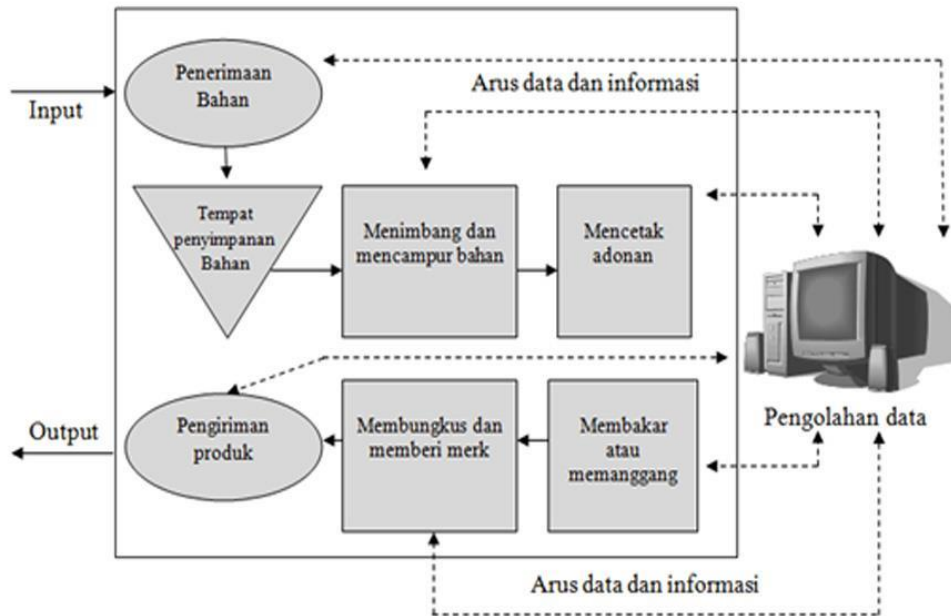 Penerimaan
Bahan
Arus data dan informasi
Input
Tempat
penyimpanan
Bahan
Menimbang dan
mencampur bahan
Mencetak
adonan
Pengolahan data
Output
Pengiriman
produk
Membungkus dan
memberi merk
Membakar
atau
memanggang
Arus data dan informasi